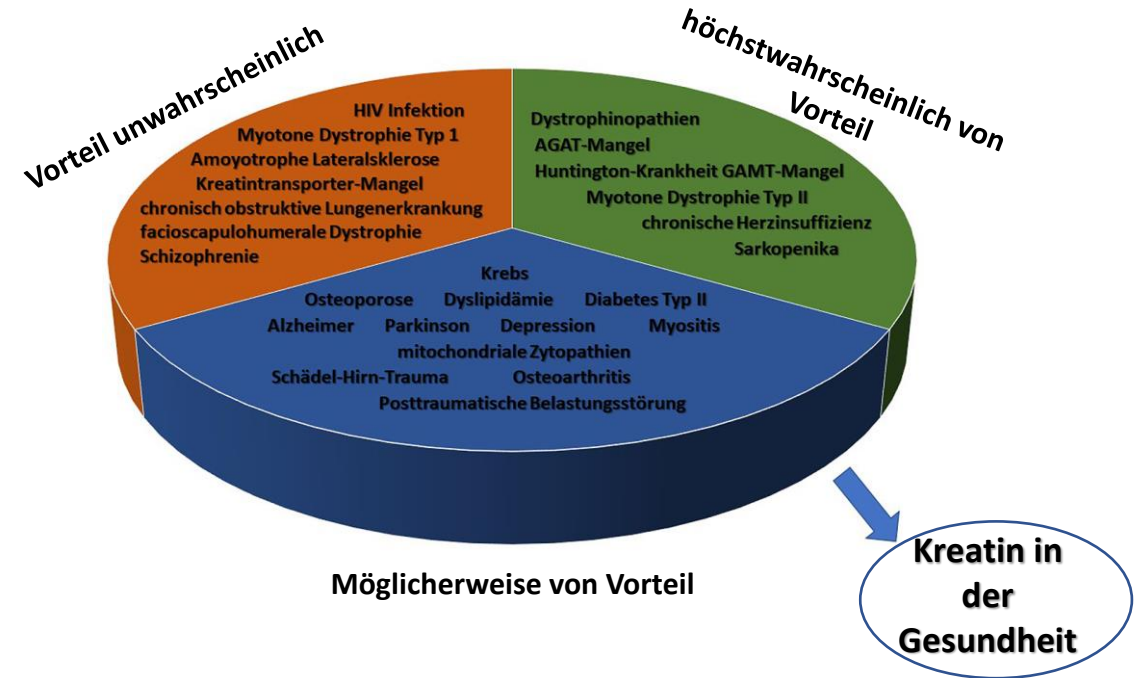 Vorteil unwahrscheinlich
höchstwahrscheinlich von
Vorteil
HIV Infektion
Myotone Dystrophie Typ 1
Amoyotrophe Lateralsklerose
Kreatintransporter-Mangel
chronisch obstruktive Lungenerkrankung
facioscapulohumerale Dystrophie
Schizophrenie
Dystrophinopathien
AGAT-Mangel
Huntington-Krankheit GAMT-Mangel
Myotone Dystrophie Typ II
chronische Herzinsuffizienz
Sarkopenika
Krebs
Osteoporose Dyslipidämie Diabetes Typ II
Alzheimer Parkinson Depression Myositis
mitochondriale Zytopathien
Schädel-Hirn-Trauma Osteoarthritis
Posttraumatische Belastungsstörung
Möglicherweise von Vorteil
Kreatin in
der
Gesundheit